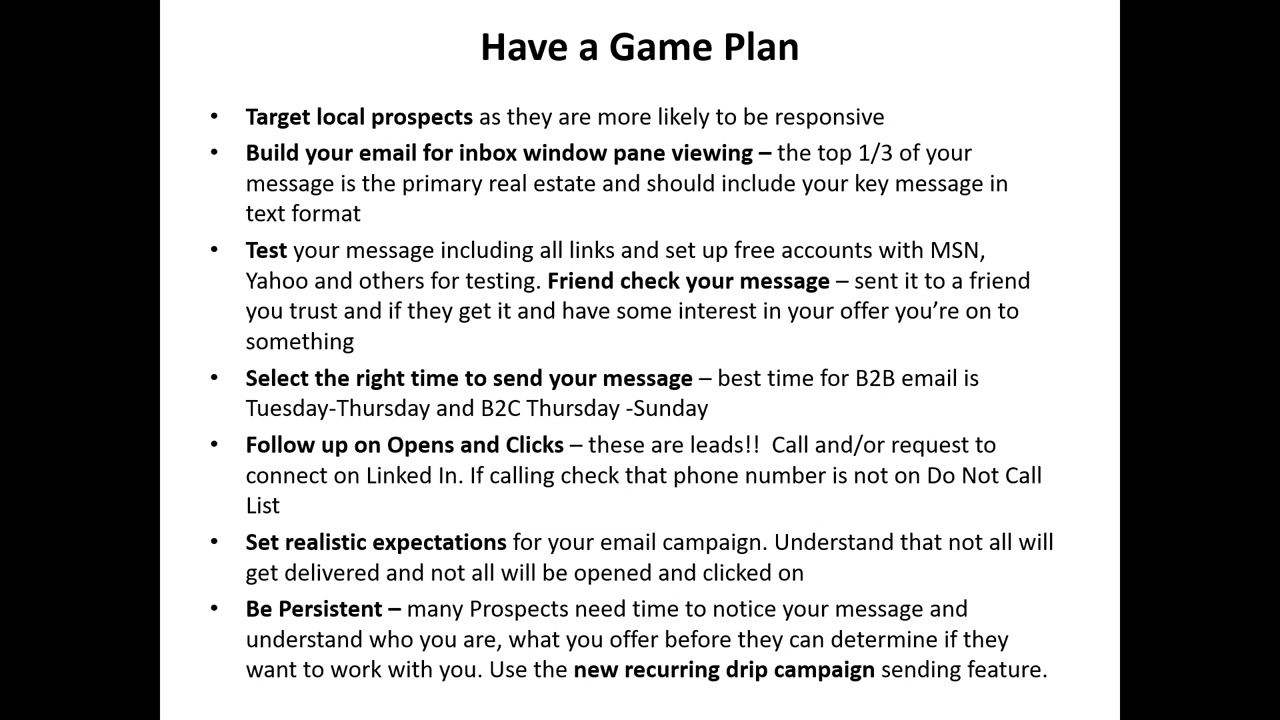 Have a Game Plan
• Target local prospects as they are more likely to be responsive
• Build your email for inbox window pane viewing – the top 1/3 of your
message is the primary real estate and should include your key message in
text format
• Test your message including all links and set up free accounts with MSN,
Yahoo and others for testing. Friend check your message – sent it to a friend
you trust and if they get it and have some interest in your offer you’re on to
something
• Select the right time to send your message – best time for B2B email is
Tuesday-Thursday and B2C Thursday -Sunday
• Follow up on Opens and Clicks – these are leads!!  Call and/or request to
connect on Linked In. If calling check that phone number is not on Do Not Call
List
• Set realistic expectations for your email campaign. Understand that not all will
get delivered and not all will be opened and clicked on
• Be Persistent – many Prospects need time to notice your message and
understand who you are, what you offer before they can determine if they
want to work with you. Use the new recurring drip campaign sending feature.